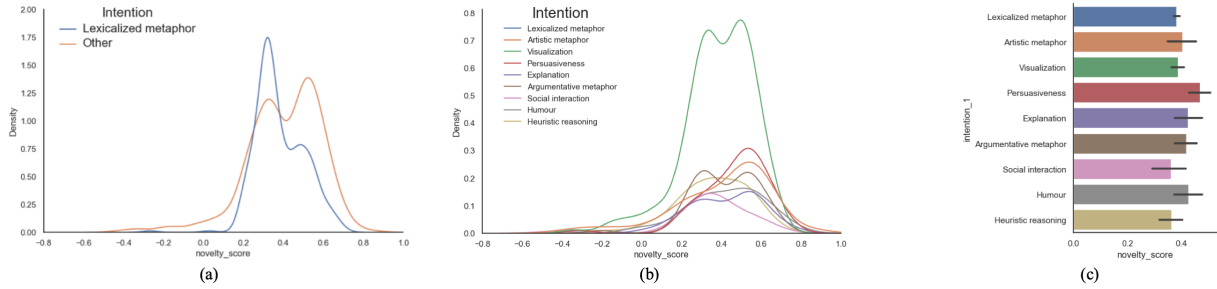 Intention
Lexicalized metaphor
Other
2.00
1.75
1.50
1.25
1.00
0.75
0.50
0.25
0.00
Density
−0.8 −0.6 −0.4 −0.2 0.0 0.2 0.4 0.6 0.8 1.0
novelty_score
(a)
Intention
Lexicalized metaphor
Artistic metaphor
Visualization
Persuasiveness
Explanation
Argumentative metaphor
Social interaction
Humour
Heuristic reasoning
0.8
0.7
0.6
0.5
0.4
0.3
0.2
0.1
0.0
Density
−0.8 −0.6 −0.4 −0.2 0.0 0.2 0.4 0.6 0.8 1.0
novelty_score
(b)
intention_1
Lexicalized metaphor
Artistic metaphor
Visualization
Persuasiveness
Explanation
Argumentative metaphor
Social interaction
Humour
Heuristic reasoning
0.0 0.2 0.4
novelty_score
(c)